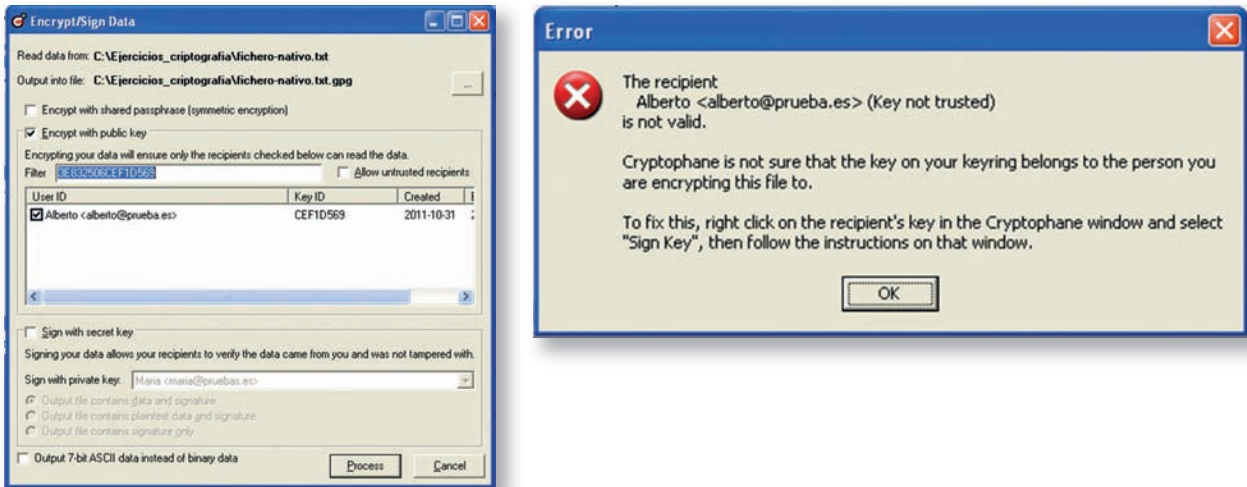 Encrypt/Sign Data
Read data from: C:\Ejercicios_criptografia\fichero-nativo.txt
Output into file: C:\Ejercicios_criptografia\fichero-nativo.txt.gpg
...
Encrypt with shared passphrase (symmetric encryption)
Encrypt with public key
Encrypting your data will ensure only the recipients checked below can read the data.
Filter 0E832506CEF1D569 Allow untrusted recipients
User ID Key ID Created
Alberto <alberto@prueba.es> CEF1D569 2011-10-31
Sign with secret key
Signing your data allows your recipients to verify the data came from you and was not tampered with.
Sign with private key: Maria <maria@pruebas.es>
Output file contains data and signature
Output file contains plaintext data and signature
Output file contains signature only
Output 7-bit ASCII data instead of binary data
Process Cancel
Error
The recipient
Alberto <alberto@prueba.es> (Key not trusted)
is not valid.
Cryptophane is not sure that the key on your keyring belongs to the person you
are encrypting this file to.
To fix this, right click on the recipient's key in the Cryptophane window and select
"Sign Key", then follow the instructions on that window.
OK